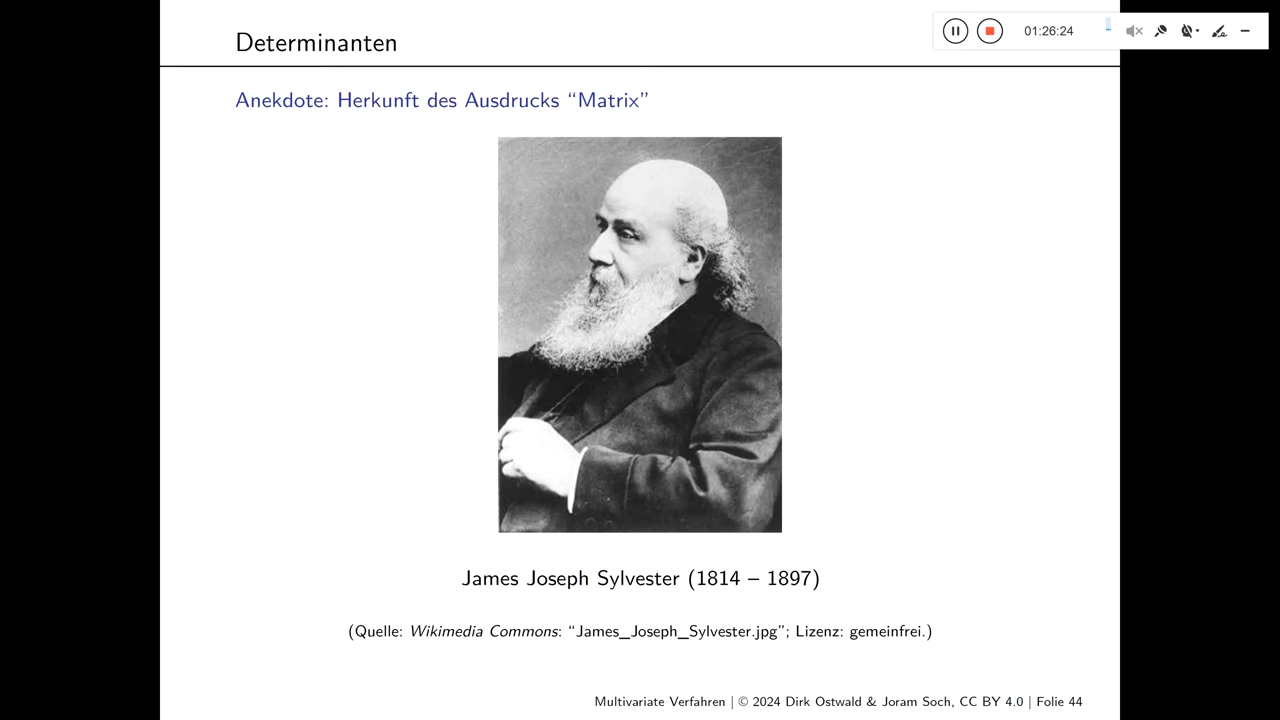 Determinanten
01:26:24
Anekdote: Herkunft des Ausdrucks “Matrix”
James Joseph Sylvester (1814 – 1897)
(Quelle: Wikimedia Commons: “James_Joseph_Sylvester.jpg”; Lizenz: gemeinfrei.)
Multivariate Verfahren | © 2024 Dirk Ostwald & Joram Soch, CC BY 4.0 | Folie 44